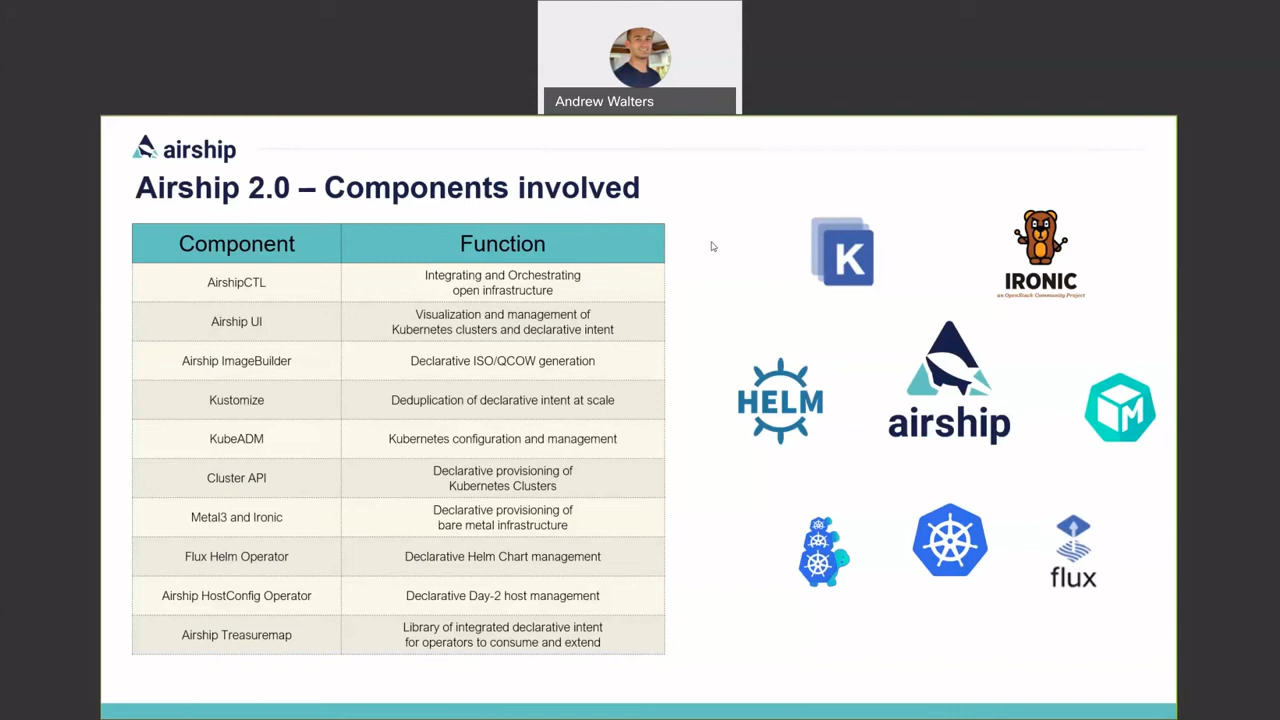 Andrew Walters
airship
Airship 2.0 – Components involved
Component Function
AirshipCTL Integrating and Orchestrating
open infrastructure
Airship UI Visualization and management of
Kubernetes clusters and declarative intent
Airship ImageBuilder Declarative ISO/QCOW generation
Kustomize Deduplication of declarative intent at scale
KubeADM Kubernetes configuration and management
Cluster API Declarative provisioning of
Kubernetes Clusters
Metal3 and Ironic Declarative provisioning of
bare metal infrastructure
Flux Helm Operator Declarative Helm Chart management
Airship HostConfig Operator Declarative Day-2 host management
Airship Treasuremap Library of integrated declarative intent
for operators to consume and extend
K
IRONIC
an OpenStack Community Project
HELM
airship
M
flux